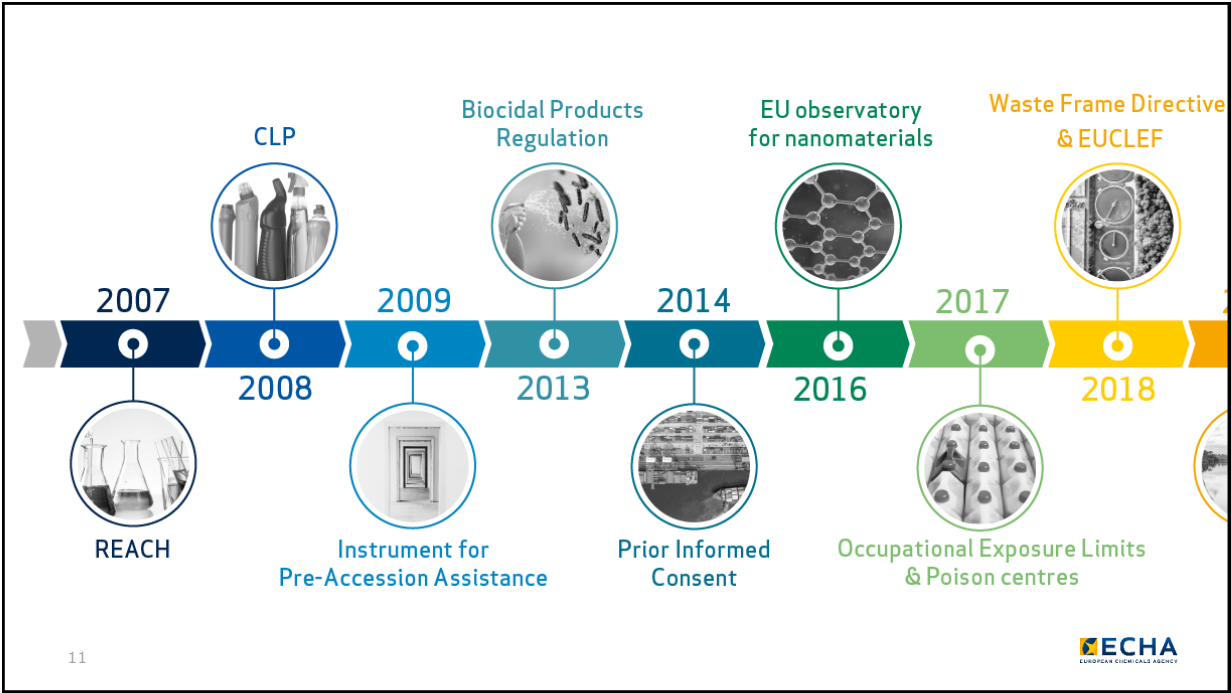 Biocidal Products
Regulation
EU observatory
for nanomaterials
Waste Frame Directive
& EUCLEF
CLP
2007
2009
2014
2017
2008
2013
2016
2018
REACH
Instrument for
Pre-Accession Assistance
Prior Informed
Consent
Occupational Exposure Limits
& Poison centres
11
ECHA
EUROPEAN CHEMICALS AGENCY